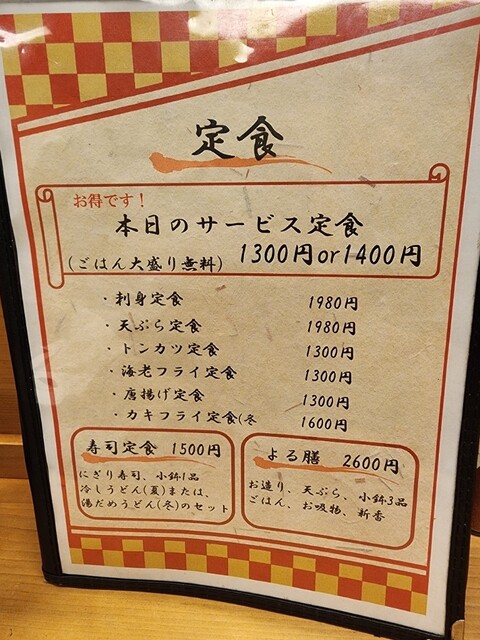 定食
お得です！
本日のサービス定食
(ごはん大盛り無料) 1300円or1400円
・刺身定食 1980円
・天ぷら定食 1980円
・トンカツ定食 1300円
・海老フライ定食 1300円
・唐揚げ定食 1300円
・カキフライ定食(冬 1600円
寿司定食 1500円
にぎり寿司、小鉢1品
冷しうどん(夏)または、
湯だめうどん(冬)のセット
よる膳 2600円
お造り、天ぷら、小鉢3品
ごはん、お吸物、新香